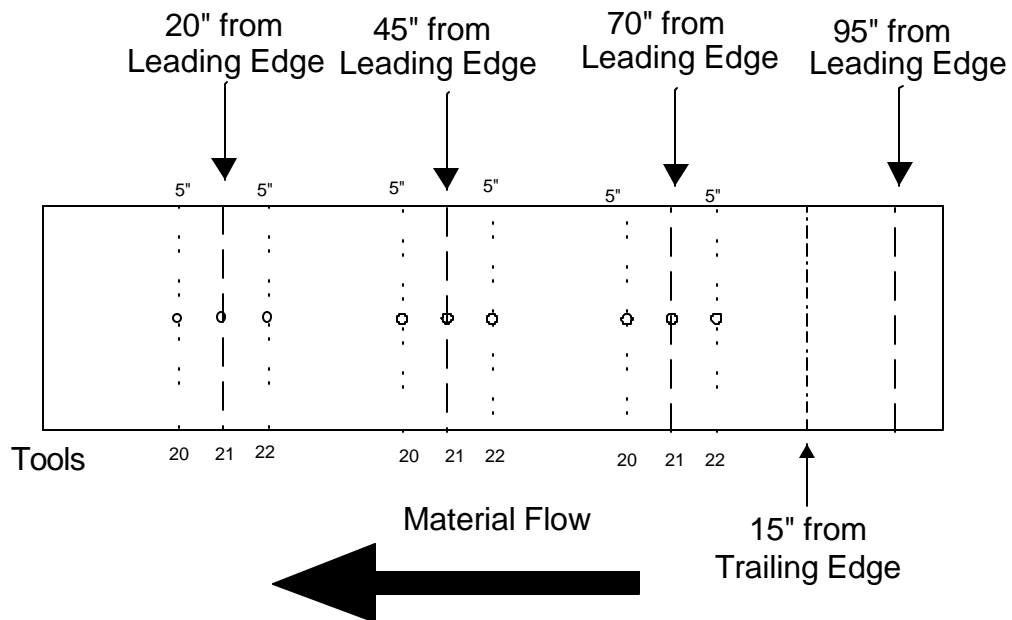 20" from
Leading Edge
45" from
Leading Edge
70" from
Leading Edge
95" from
Leading Edge
5" 5" 5" 5" 5" 5"
Tools 20 21 22 20 21 22 20 21 22
Material Flow
15" from
Trailing Edge